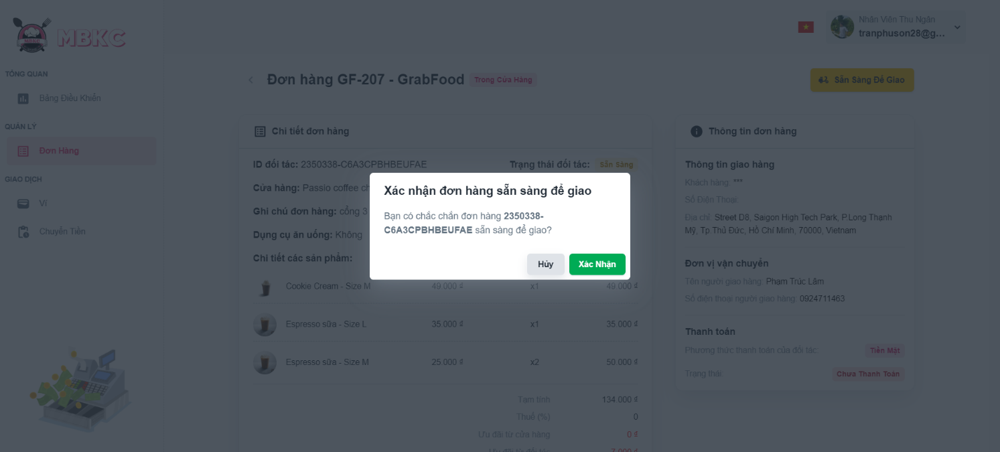 MBKC
MBKC
Nhân Viên Thu Ngân
tranphuson28@g...
TỔNG QUAN
Bảng Điều Khiển
QUẢN LÝ
Đơn Hàng
GIAO DỊCH
Ví
Chuyển Tiền
Đơn hàng GF-207 - GrabFood
Trong Cửa Hàng
Sẵn Sàng Để Giao
Chi tiết đơn hàng
ID đối tác: 2350338-C6A3CPBHBEUFAE
Trạng thái đối tác: Sẵn Sàng
Cửa hàng: Passio coffee ch
Ghi chú đơn hàng: cổng 3
Dụng cụ ăn uống: Không
Chi tiết các sản phẩm:
Cookie Cream - Size M 49.000 ₫ x1 49.000 ₫
Espresso sữa - Size L 35.000 ₫ x1 35.000 ₫
Espresso sữa - Size M 25.000 ₫ x2 50.000 ₫
Tạm tính 134.000 ₫
Thuế (%) 0
Ưu đãi từ cửa hàng 0 ₫
Ưu đãi từ đối tác 7.000 ₫
Xác nhận đơn hàng sẵn sàng để giao
Bạn có chắc chắn đơn hàng 2350338-
C6A3CPBHBEUFAE sẵn sàng để giao?
Hủy
Xác Nhận
Thông tin đơn hàng
Thông tin giao hàng
Khách hàng: ***
Số Điện Thoại:
Địa chỉ: Street D8, Saigon High Tech Park, P.Long Thạnh
Mỹ, Tp Thủ Đức, Hồ Chí Minh, 70000, Vietnam
Đơn vị vận chuyển
Tên người giao hàng: Phạm Trúc Lâm
Số điện thoại người giao hàng: 0924711463
Thanh toán
Phương thức thanh toán của đối tác: Tiền Mặt
Trạng thái: Chưa Thanh Toán